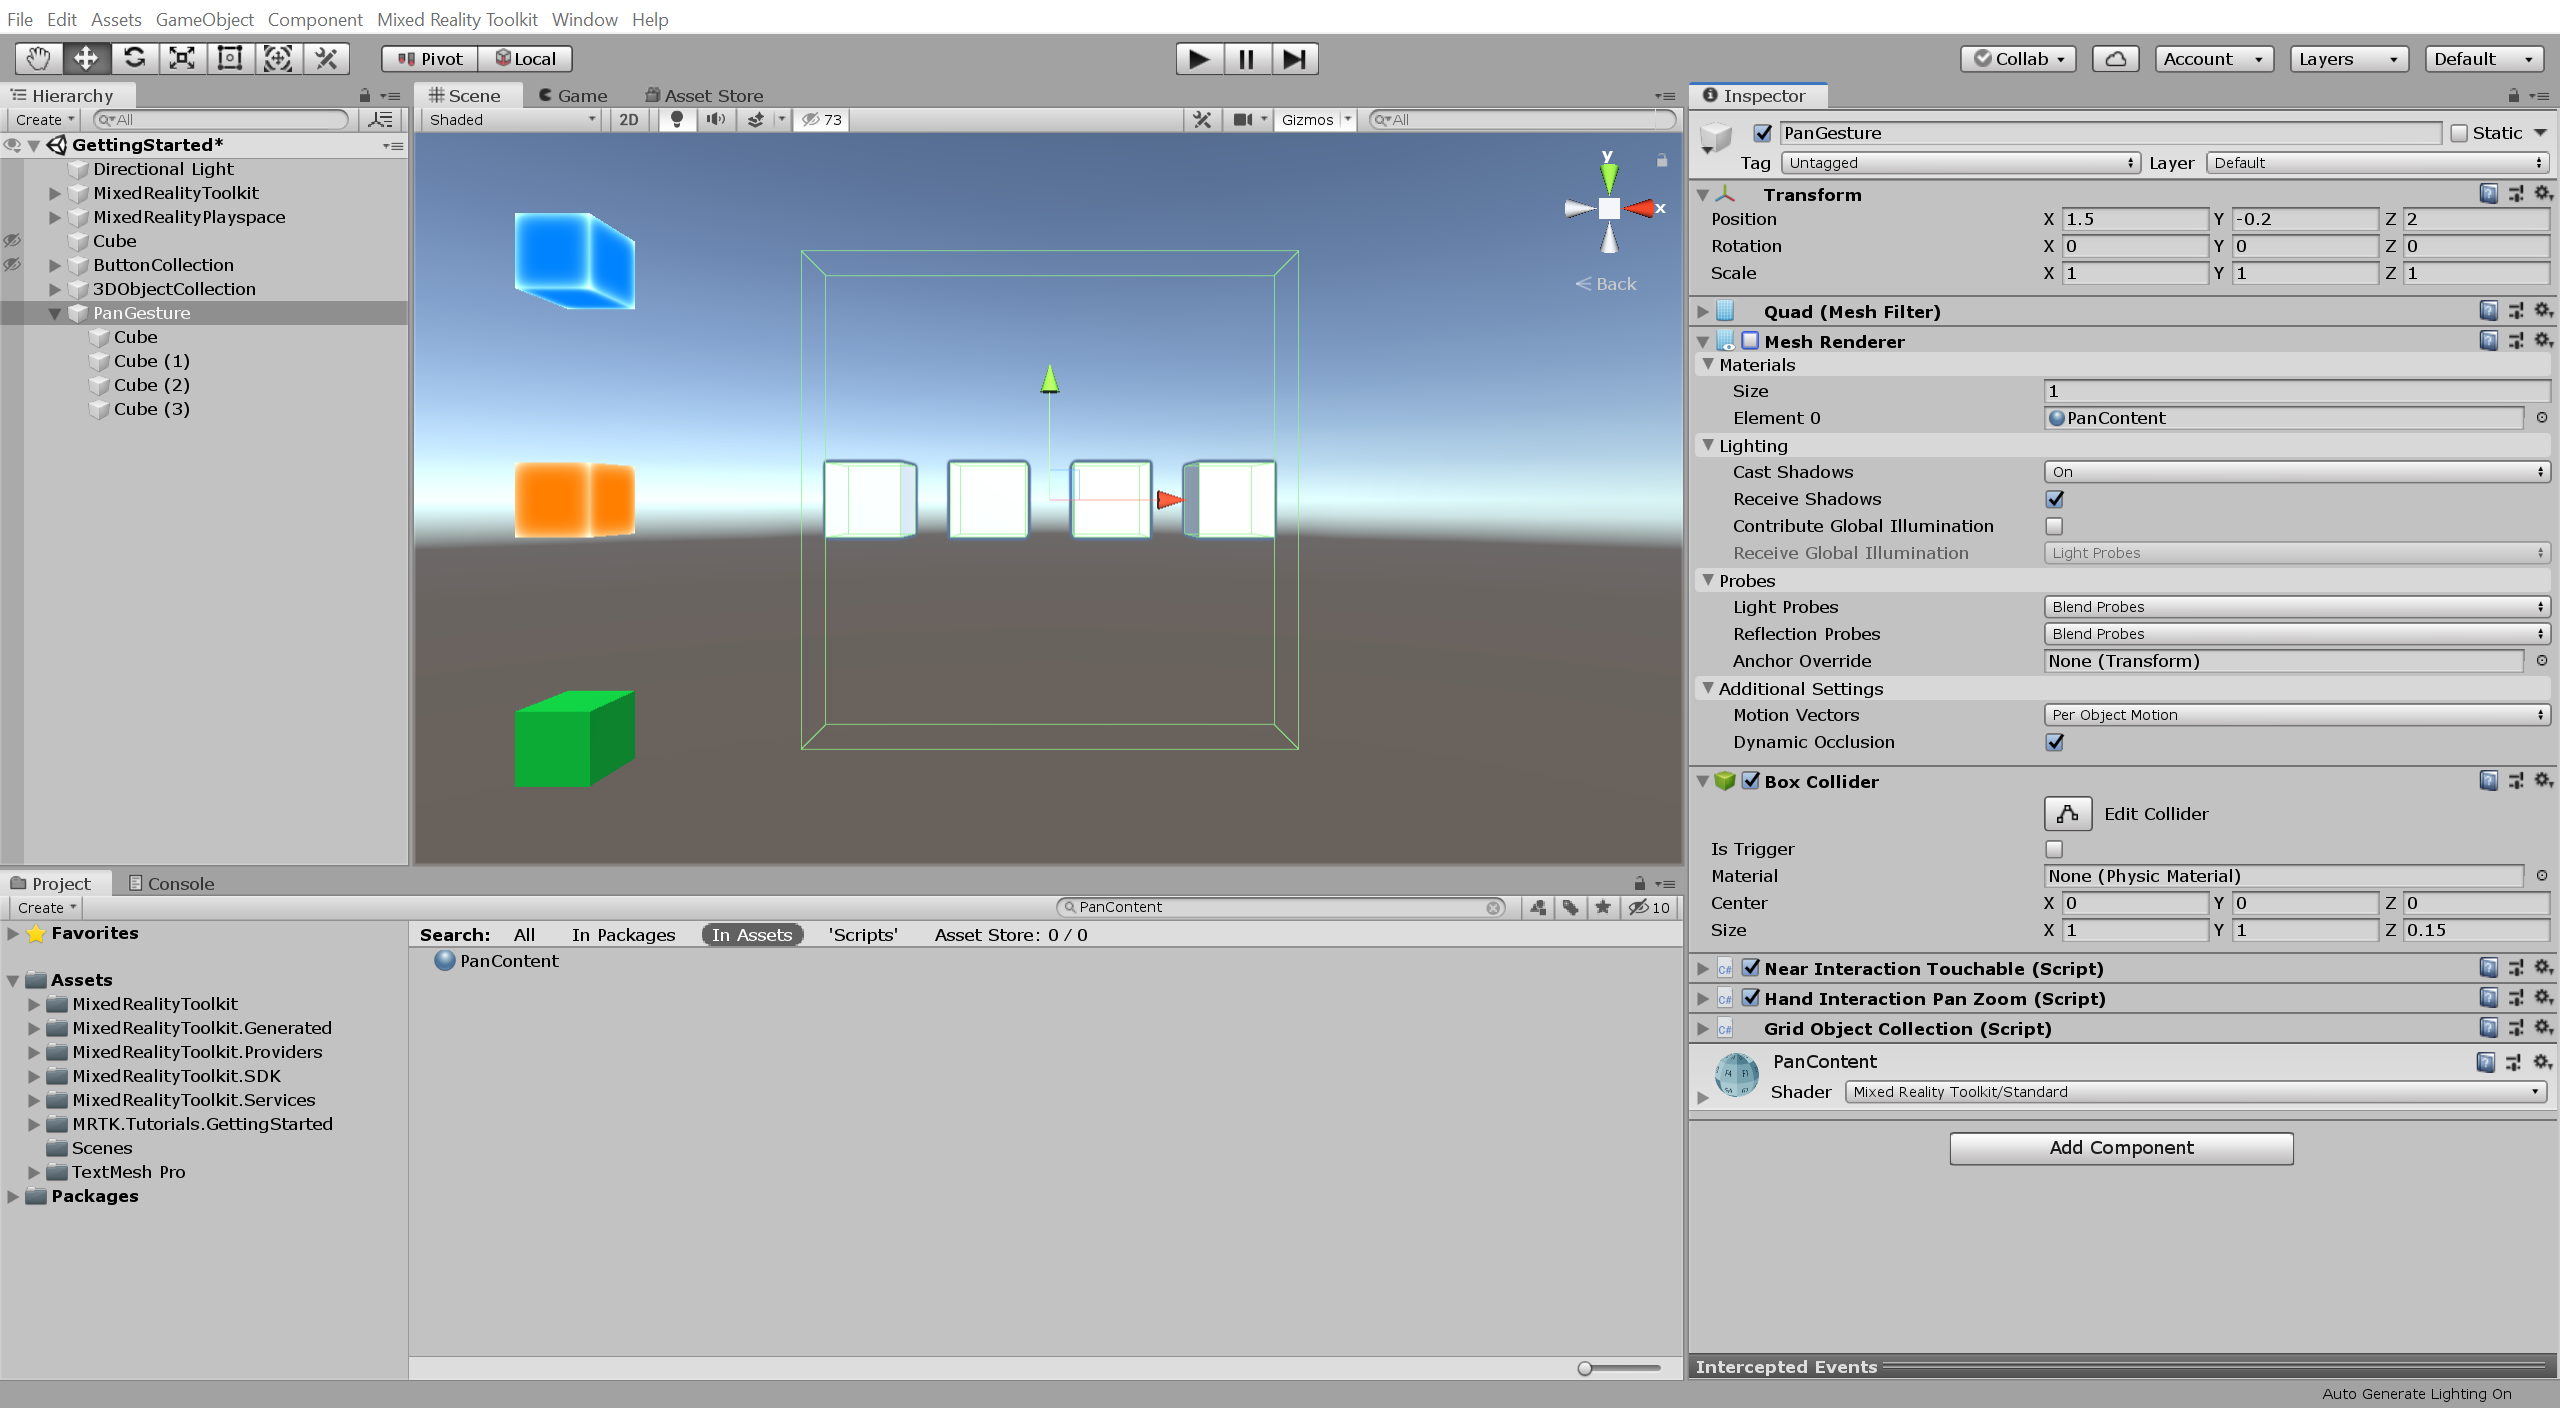 File Edit Assets GameObject Component Mixed Reality Toolkit Window Help
Pivot Local Collab Account Layers Default
Hierarchy
Create All
GettingStarted*
Directional Light
MixedRealityToolkit
MixedRealityPlayspace
Cube
ButtonCollection
3DObjectCollection
PanGesture
Cube
Cube (1)
Cube (2)
Cube (3)
Scene Game Asset Store
Shaded 2D 73 Gizmos All
y
x
Back
Project Console
Create PanContent 10
Favorites
Assets
MixedRealityToolkit
MixedRealityToolkit.Generated
MixedRealityToolkit.Providers
MixedRealityToolkit.SDK
MixedRealityToolkit.Services
MRTK.Tutorials.GettingStarted
Scenes
TextMesh Pro
Packages
Search: All In Packages In Assets 'Scripts' Asset Store: 0 / 0
PanContent
Inspector
PanGesture Static
Tag Untagged Layer Default
Transform
Position X 1.5 Y -0.2 Z 2
Rotation X 0 Y 0 Z 0
Scale X 1 Y 1 Z 1
Quad (Mesh Filter)
Mesh Renderer
Materials
Size 1
Element 0 PanContent
Lighting
Cast Shadows On
Receive Shadows
Contribute Global Illumination
Receive Global Illumination Light Probes
Probes
Light Probes Blend Probes
Reflection Probes Blend Probes
Anchor Override None (Transform)
Additional Settings
Motion Vectors Per Object Motion
Dynamic Occlusion
Box Collider
Edit Collider
Is Trigger
Material None (Physic Material)
Center X 0 Y 0 Z 0
Size X 1 Y 1 Z 0.15
C# Near Interaction Touchable (Script)
C# Hand Interaction Pan Zoom (Script)
C# Grid Object Collection (Script)
PanContent
Shader Mixed Reality Toolkit/Standard
Add Component
Intercepted Events
Auto Generate Lighting On